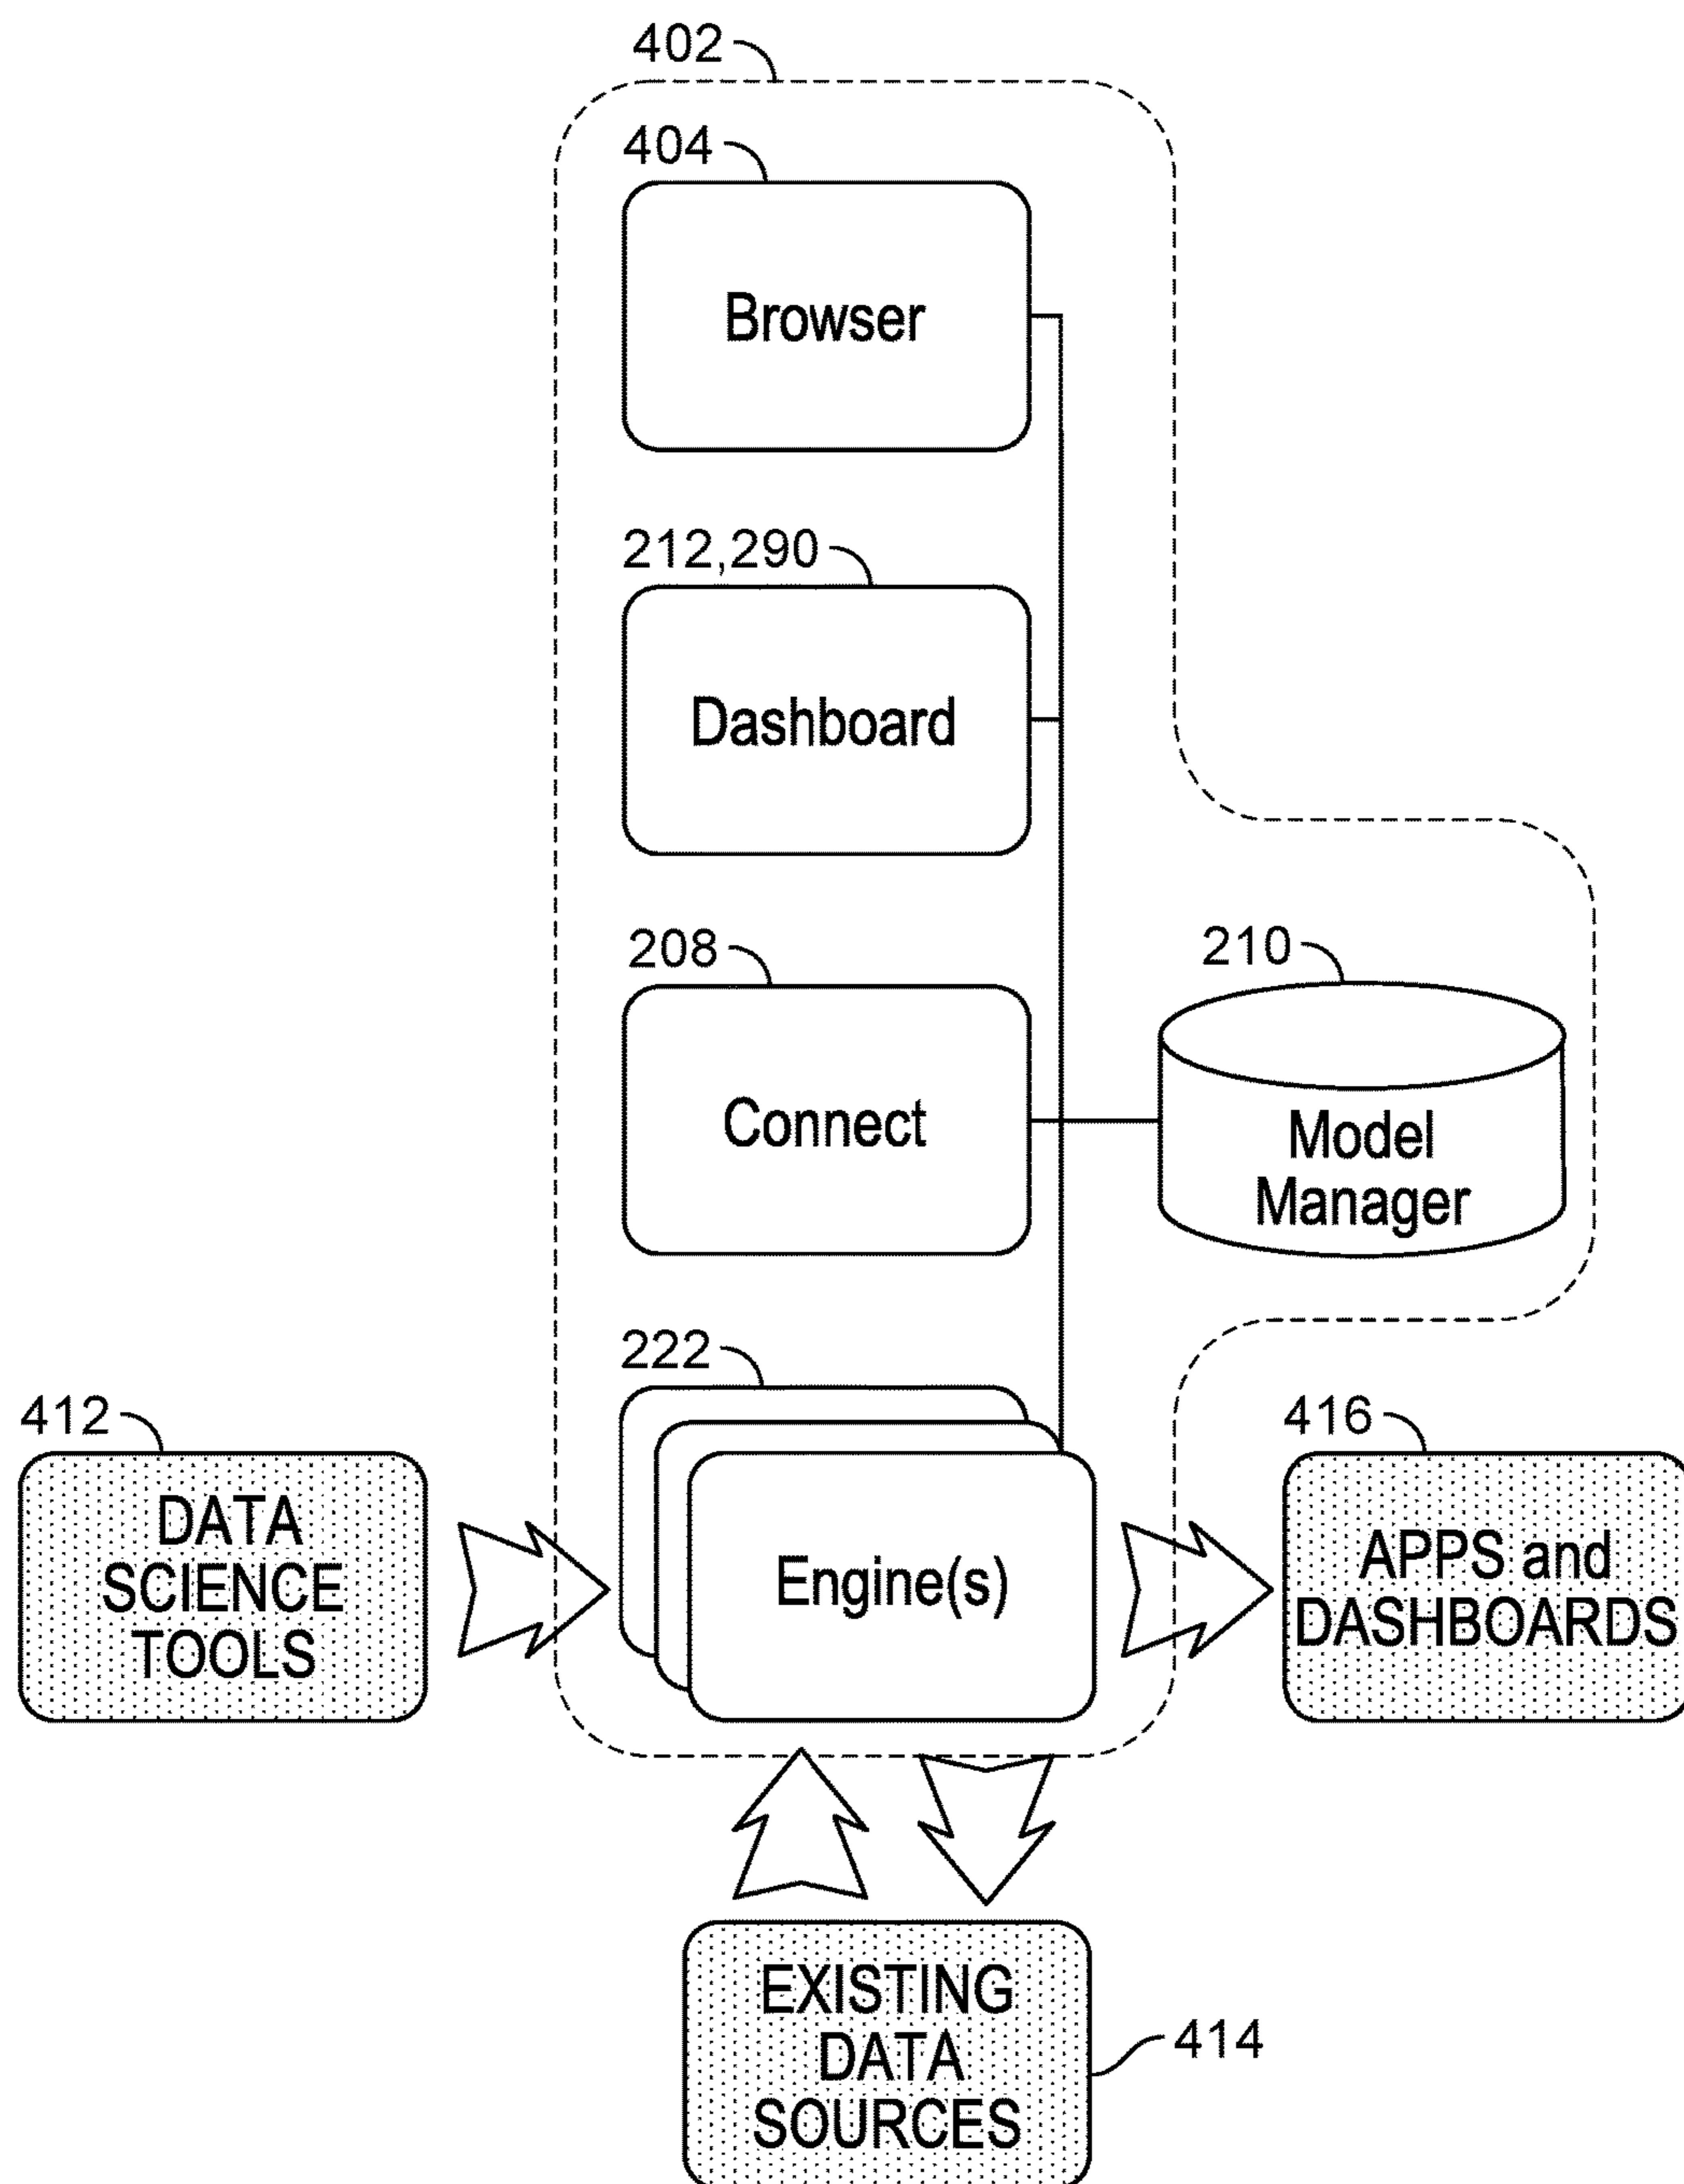 402
404
Browser
212,290
Dashboard
208
Connect
210
Model
Manager
222
Engine(s)
412
DATA
SCIENCE
TOOLS
416
APPS and
DASHBOARDS
EXISTING
DATA
SOURCES
414